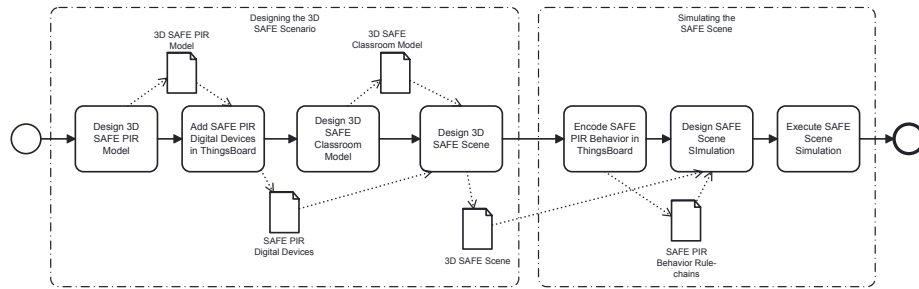 Designing the 3D
SAFE Scenario
Simulating the
SAFE Scene
3D SAFE PIR
Model
3D SAFE
Classroom Model
Design 3D
SAFE PIR
Model
Add SAFE PIR
Digital Devices
in ThingsBoard
Design 3D
SAFE
Classroom
Model
Design 3D
SAFE Scene
Encode SAFE
PIR Behavior in
ThingsBoard
Design SAFE
Scene
SImulation
Execute SAFE
Scene
Simulation
SAFE PIR
Digital Devices
3D SAFE Scene
SAFE PIR
Behavior Rule-
chains